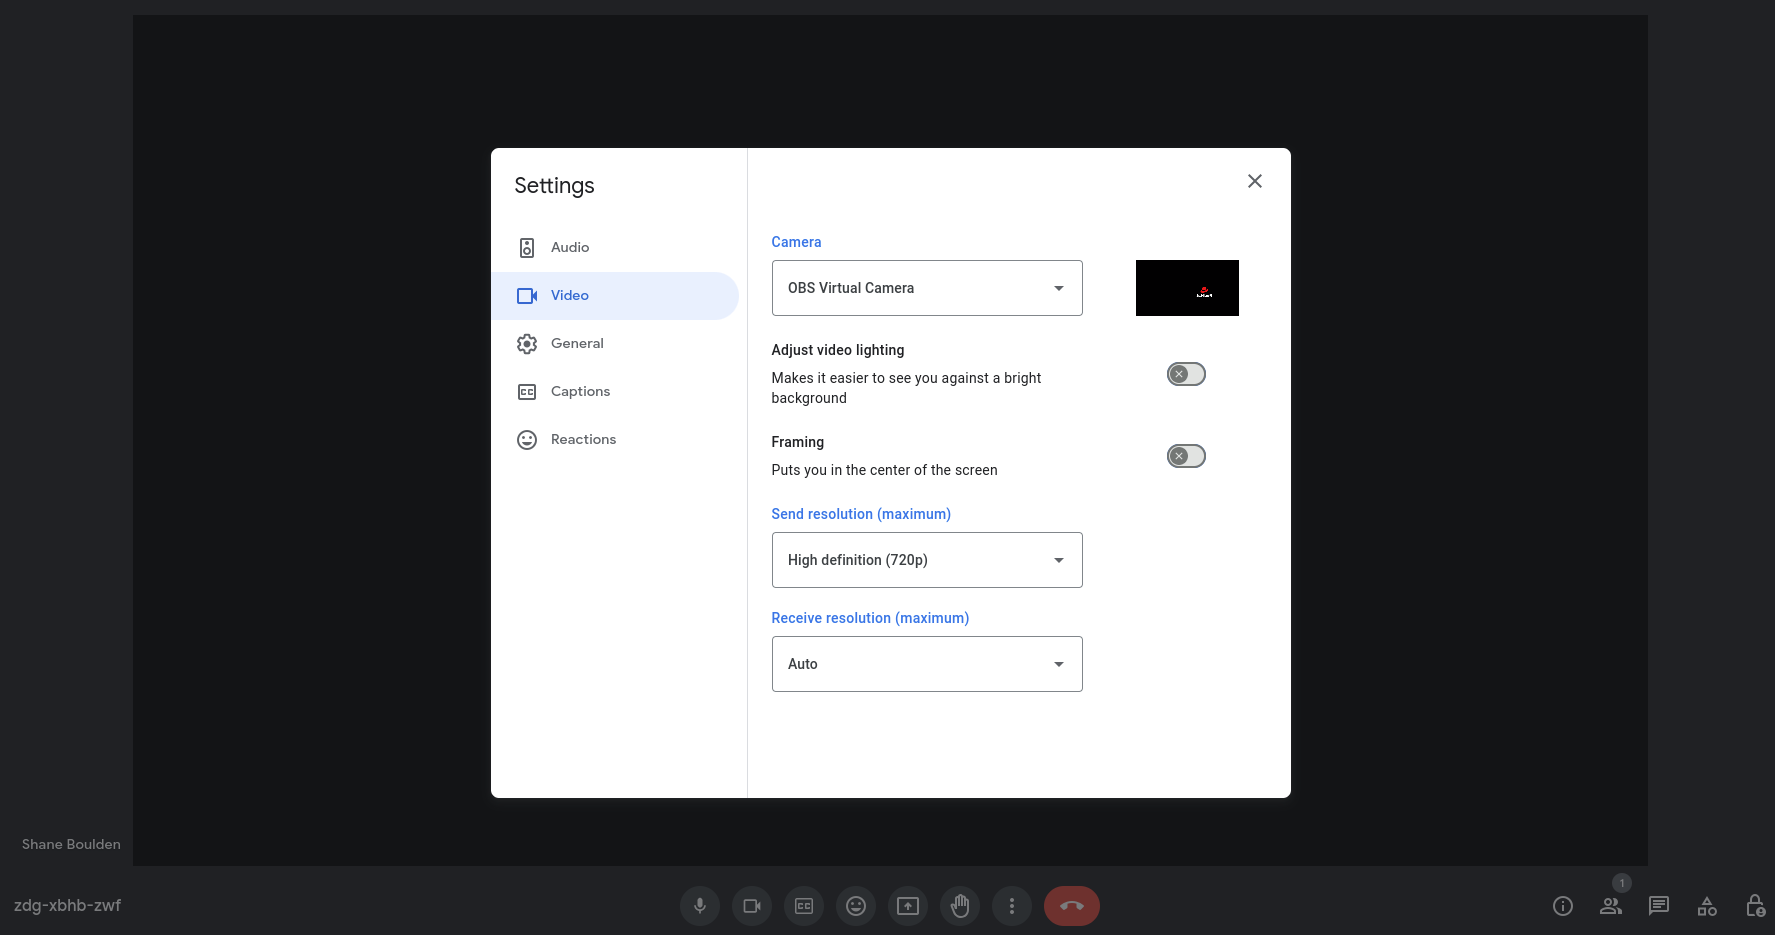 Settings
Audio
Video
General
Captions
Reactions
Camera
OBS Virtual Camera
Adjust video lighting
Makes it easier to see you against a bright
background
Framing
Puts you in the center of the screen
Send resolution (maximum)
High definition (720p)
Receive resolution (maximum)
Auto
Shane Boulden
zdg-xbhb-zwf
CC
1